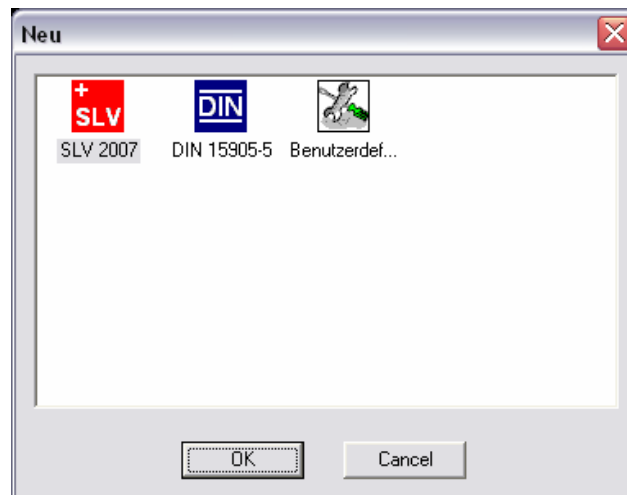 Neu
+
SLV
DIN
SLV 2007
DIN 15905-5
Benutzerdef...
OK
Cancel